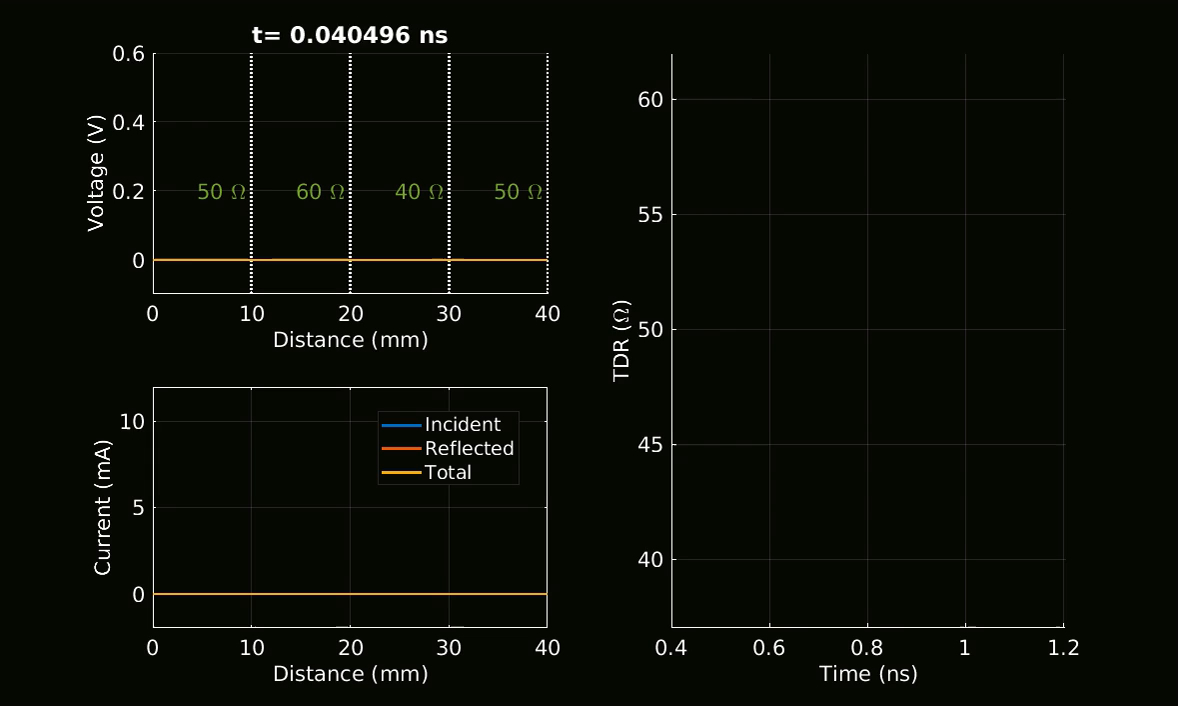 t= 0.040496 ns
0.6
0.4
0.2
0
Voltage (V)
50 Ω 60 Ω 40 Ω 50 Ω
0 10 20 30 40
Distance (mm)
10
5
0
Current (mA)
Incident
Reflected
Total
0 10 20 30 40
Distance (mm)
60
55
50
45
40
TDR (Ω)
0.4 0.6 0.8 1 1.2
Time (ns)